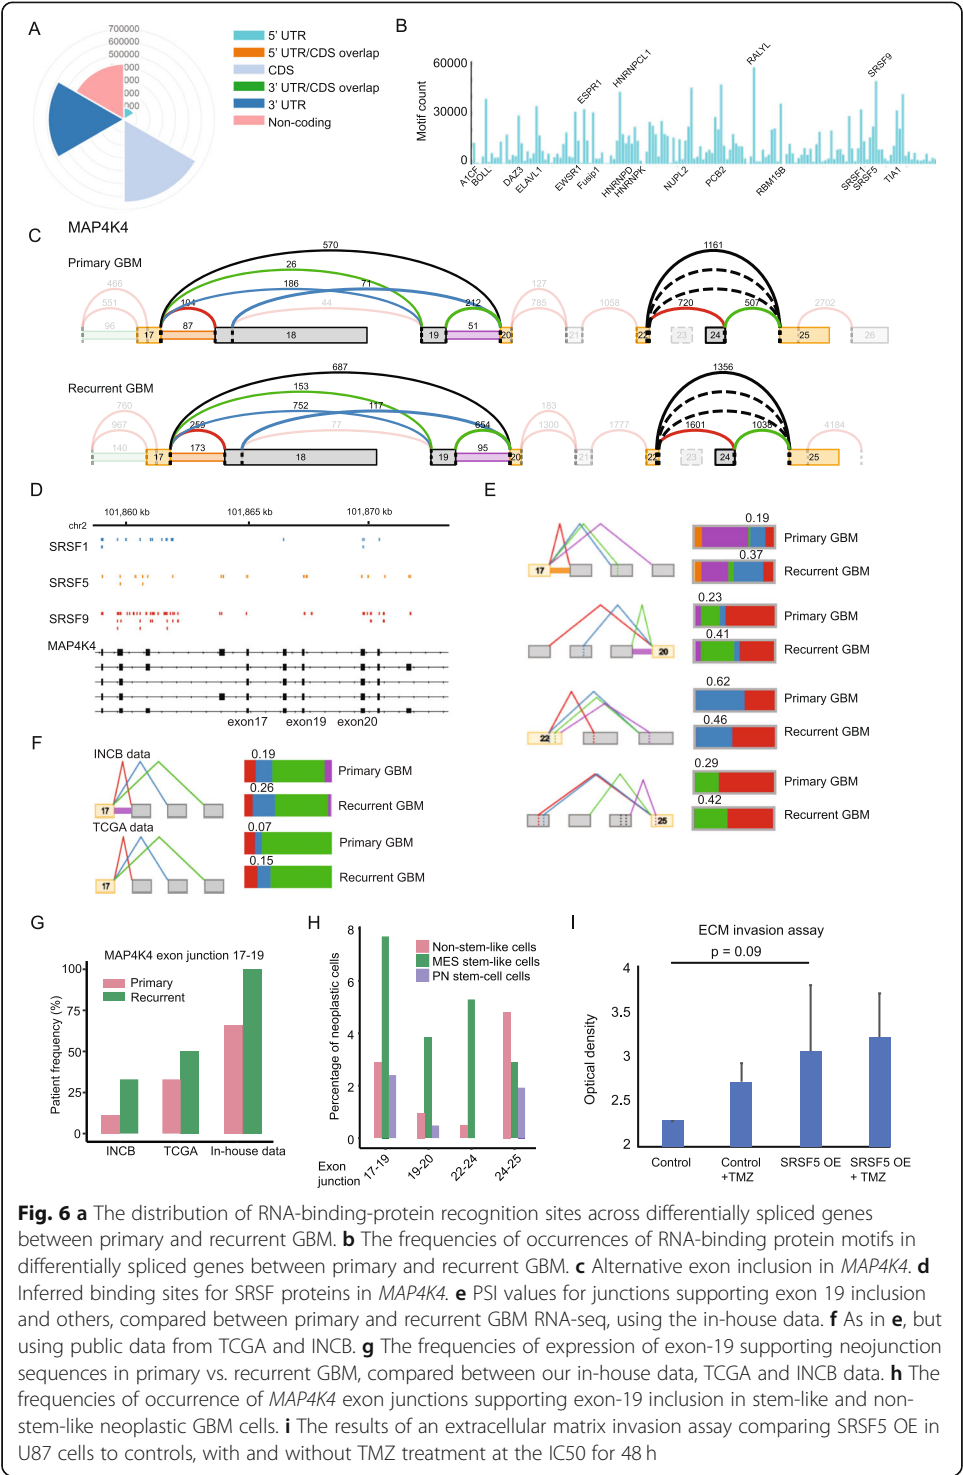 A
700000
600000
500000
5' UTR
5' UTR/CDS overlap
CDS
3' UTR/CDS overlap
3' UTR
Non-coding
B
Motif count
60000
30000
0
ESPR1
HNRNPCL1
RALYL
SRSF9
A1CF
BOLL
DAZ3
ELAVL1
EWSR1
Fusip1
HNRNPD
HNRNPK
NUPL2
PCB2
RBM15B
SRSF1
SRSF5
TIA1
C
MAP4K4
Primary GBM
570
26
186 71
466 104 44 212
551
96
87 51
127
785 1058
1161
720 507 2702
17 18 19 20 21 22 23 24 25 26
Recurrent GBM
687
153
752 117
760 259 77 654
967
140
173 95
183
1300 1777
1356
1601 1038 4184
17 18 19 20 21 22 23 24 25
D
101,860 kb 101,865 kb 101,870 kb
chr2
SRSF1
SRSF5
SRSF9
MAP4K4
exon17 exon19 exon20
E
17
0.19
Primary GBM
0.37
Recurrent GBM
20
0.23
Primary GBM
0.41
Recurrent GBM
22
0.62
Primary GBM
0.46
Recurrent GBM
25
0.29
Primary GBM
0.42
Recurrent GBM
F
INCB data
17
0.19
Primary GBM
0.26
Recurrent GBM
TCGA data
17
0.07
Primary GBM
0.15
Recurrent GBM
G
MAP4K4 exon junction 17-19
Primary
Recurrent
Patient frequency (%)
100
75
50
25
0
INCB TCGA In-house data
H
Percentage of neoplastic cells
8
6
4
2
0
Non-stem-like cells
MES stem-like cells
PN stem-cell cells
Exon
junction
17-19 19-20 22-24 24-25
I
ECM invasion assay
p = 0.09
Optical density
4
3.5
3
2.5
2
Control
Control
+TMZ
SRSF5 OE
SRSF5 OE
+ TMZ
Fig. 6 a The distribution of RNA-binding-protein recognition sites across differentially spliced genes
between primary and recurrent GBM. b The frequencies of occurrences of RNA-binding protein motifs in
differentially spliced genes between primary and recurrent GBM. c Alternative exon inclusion in MAP4K4. d
Inferred binding sites for SRSF proteins in MAP4K4. e PSI values for junctions supporting exon 19 inclusion
and others, compared between primary and recurrent GBM RNA-seq, using the in-house data. f As in e, but
using public data from TCGA and INCB. g The frequencies of expression of exon-19 supporting neojunction
sequences in primary vs. recurrent GBM, compared between our in-house data, TCGA and INCB data. h The
frequencies of occurrence of MAP4K4 exon junctions supporting exon-19 inclusion in stem-like and non-
stem-like neoplastic GBM cells. i The results of an extracellular matrix invasion assay comparing SRSF5 OE in
U87 cells to controls, with and without TMZ treatment at the IC50 for 48 h